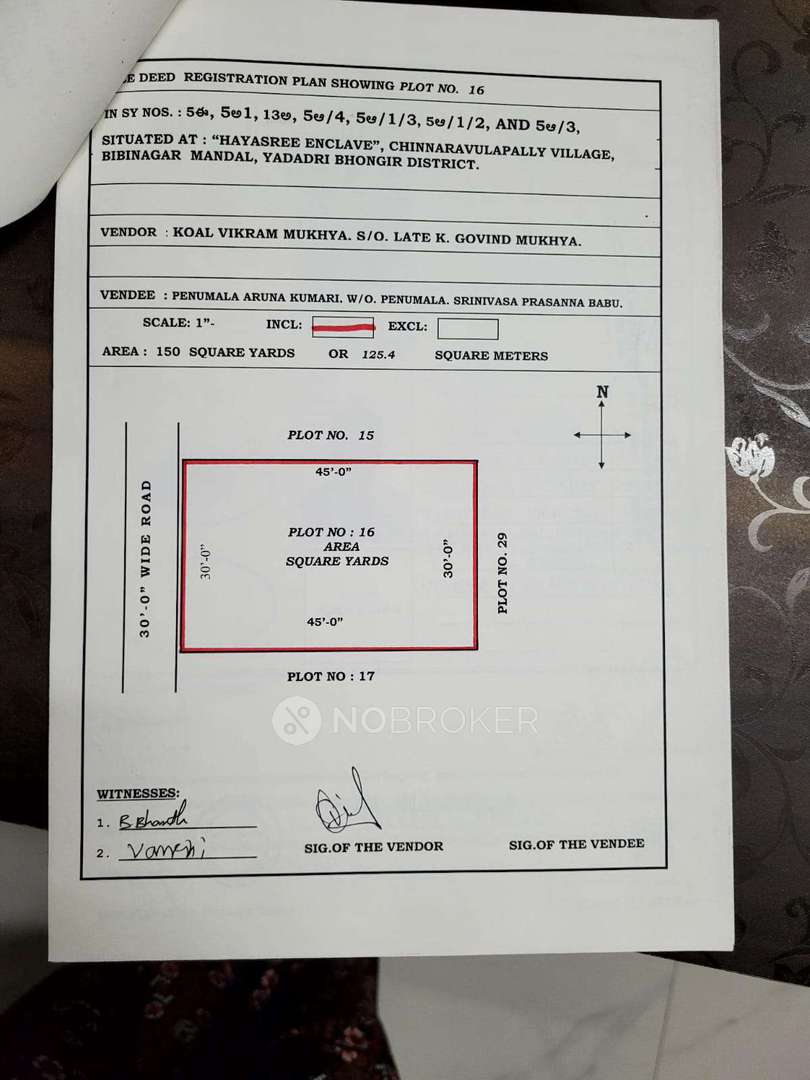 DEED REGISTRATION PLAN SHOWING PLOT NO. 16
IN SY NOS. : 5ఈ, 5ఆ1, 13ఆ, 5ఆ/4, 5ఆ/1/3, 5ఆ/1/2, AND 5ఆ/3,
SITUATED AT : "HAYASREE ENCLAVE", CHINNARAVULAPALLY VILLAGE,
BIBINAGAR MANDAL, YADADRI BHONGIR DISTRICT.
VENDOR : KOAL VIKRAM MUKHYA. S/O. LATE K. GOVIND MUKHYA.
VENDEE : PENUMALA ARUNA KUMARI. W/O. PENUMALA. SRINIVASA PRASANNA BABU.
SCALE: 1"- INCL: EXCL:
AREA : 150 SQUARE YARDS OR 125.4 SQUARE METERS
N
PLOT NO. 15
45'-0"
30'-0" WIDE ROAD
30'-0"
PLOT NO : 16
AREA
SQUARE YARDS
30'-0"
PLOT NO. 29
45'-0"
PLOT NO : 17
NOBROKER
WITNESSES:
1. B.Bhanth
2. Vamshi
SIG.OF THE VENDOR
SIG.OF THE VENDEE